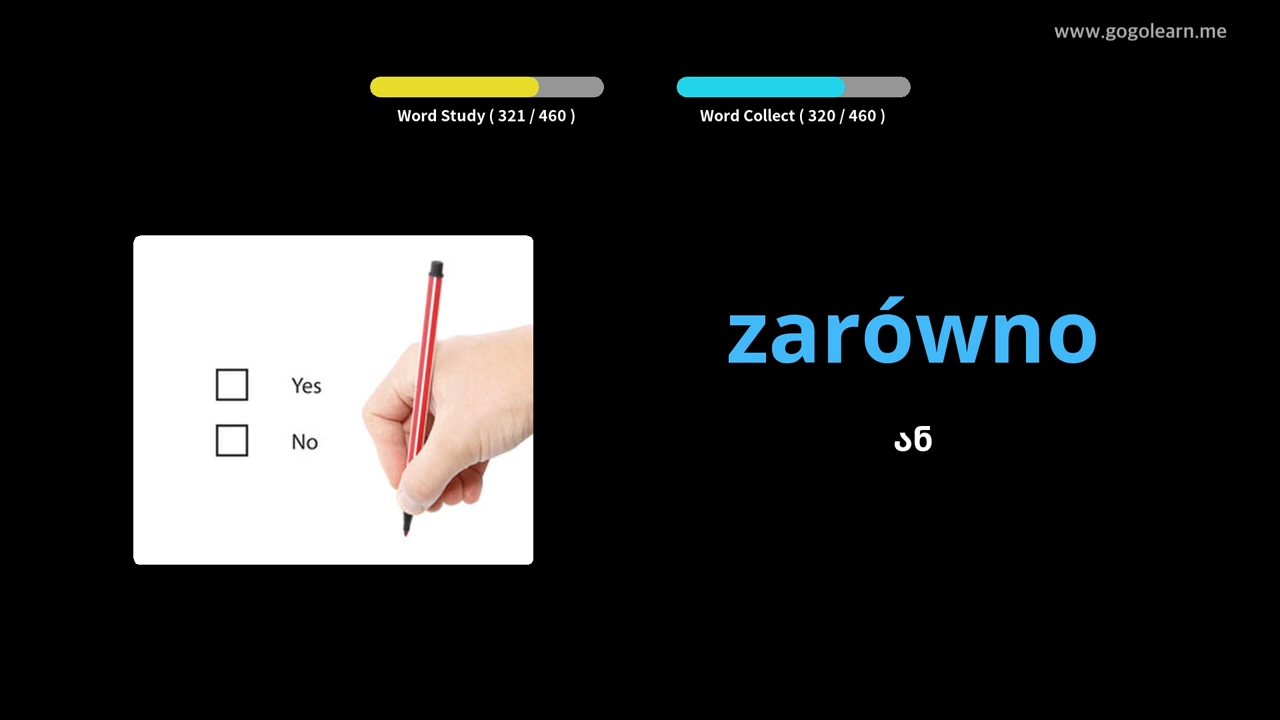 www.gogolearn.me
Word Study ( 321 / 460 )
Word Collect ( 320 / 460 )
Yes
No
zarówno
ან